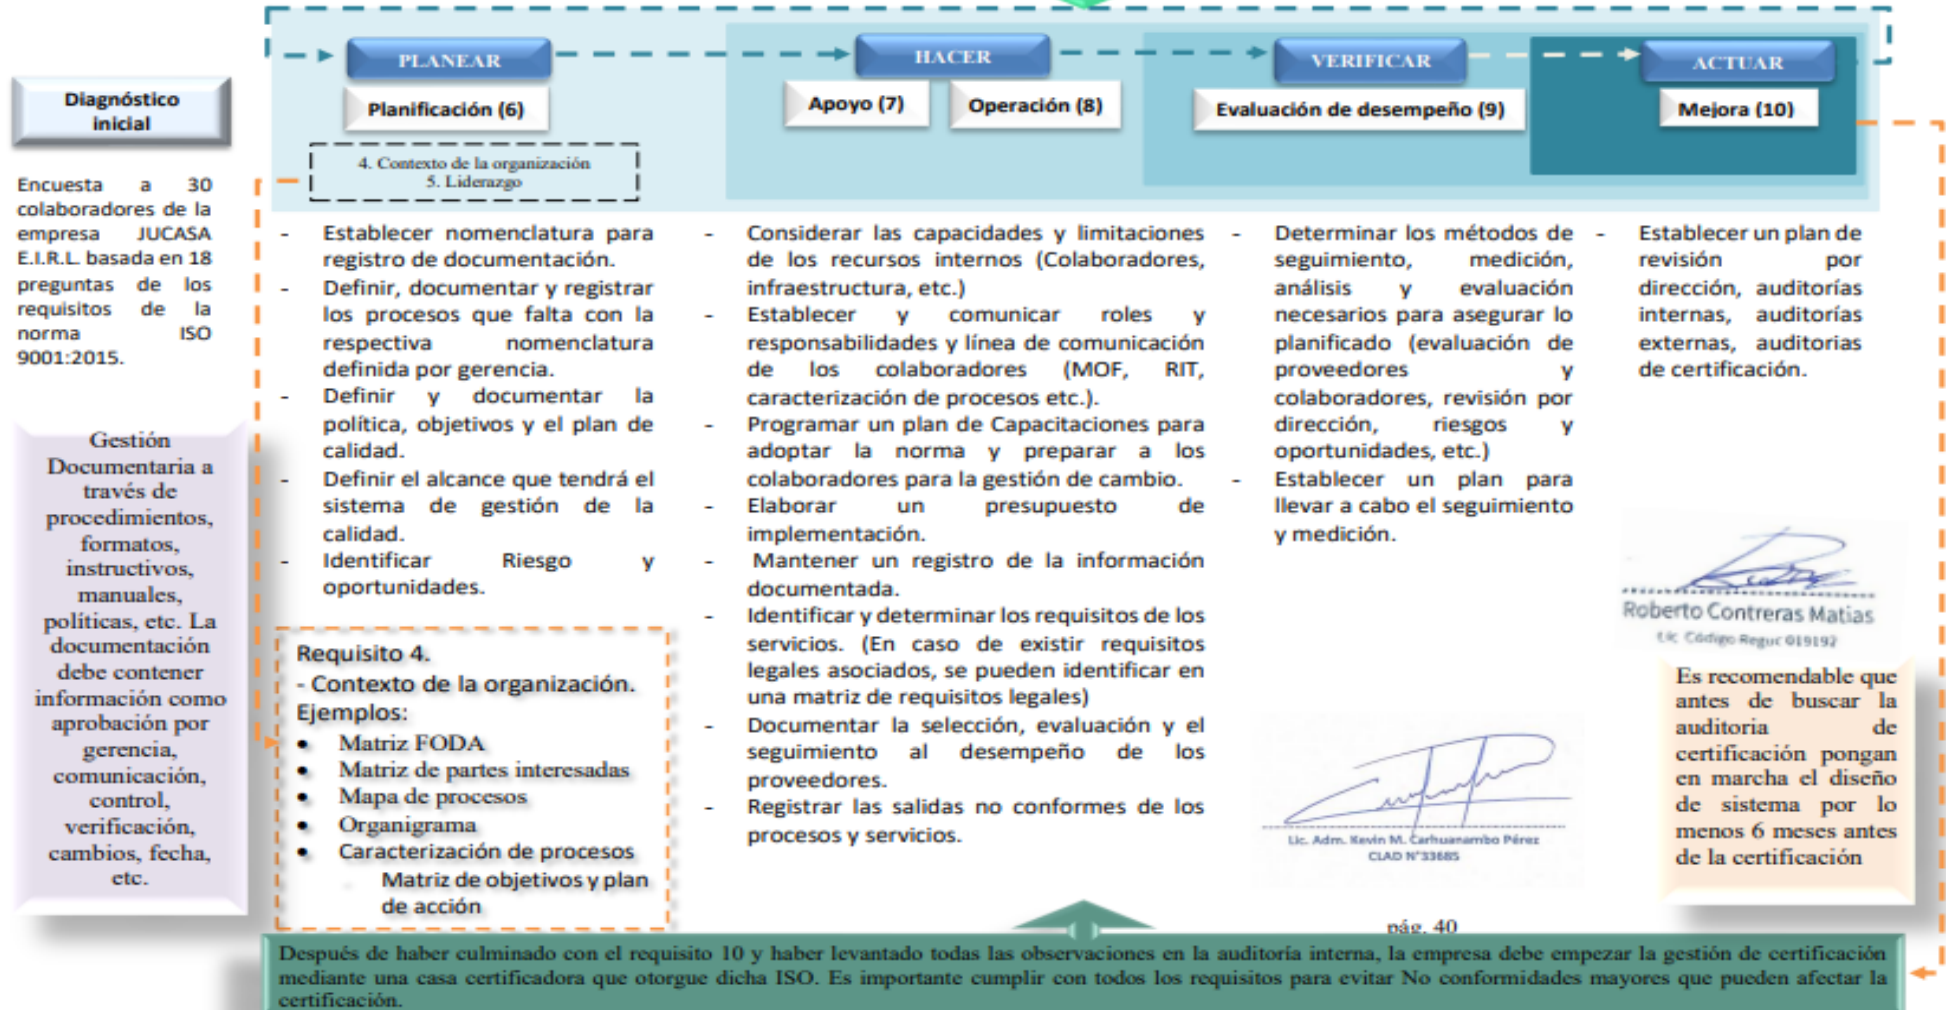 PLANEAR
HACER
VERIFICAR
ACTUAR
Planificación (6)
Apoyo (7)
Operación (8)
Evaluación de desempeño (9)
Mejora (10)
4. Contexto de la organización
5. Liderazgo
Diagnóstico
inicial
Encuesta a 30
colaboradores de la
empresa JUCASA
E.I.R.L. basada en 18
preguntas de los
requisitos de la
norma ISO
9001:2015.
Gestión
Documentaria a
través de
procedimientos,
formatos,
instructivos,
manuales,
políticas, etc. La
documentación
debe contener
información como
aprobación por
gerencia,
comunicación,
control,
verificación,
cambios, fecha,
etc.
- Establecer nomenclatura para
registro de documentación.
- Definir, documentar y registrar
los procesos que falta con la
respectiva nomenclatura
definida por gerencia.
- Definir y documentar la
política, objetivos y el plan de
calidad.
- Definir el alcance que tendrá el
sistema de gestión de la
calidad.
- Identificar Riesgo y
oportunidades.
Requisito 4.
- Contexto de la organización.
Ejemplos:
• Matriz FODA
• Matriz de partes interesadas
• Mapa de procesos
• Organigrama
• Caracterización de procesos
Matriz de objetivos y plan
de acción
- Considerar las capacidades y limitaciones
de los recursos internos (Colaboradores,
infraestructura, etc.)
- Establecer y comunicar roles y
responsabilidades y línea de comunicación
de los colaboradores (MOF, RIT,
caracterización de procesos etc.).
- Programar un plan de Capacitaciones para
adoptar la norma y preparar a los
colaboradores para la gestión de cambio.
- Elaborar un presupuesto de
implementación.
- Mantener un registro de la información
documentada.
- Identificar y determinar los requisitos de los
servicios. (En caso de existir requisitos
legales asociados, se pueden identificar en
una matriz de requisitos legales)
- Documentar la selección, evaluación y el
seguimiento al desempeño de los
proveedores.
- Registrar las salidas no conformes de los
procesos y servicios.
- Determinar los métodos de
seguimiento, medición,
análisis y evaluación
necesarios para asegurar lo
planificado (evaluación de
proveedores y
colaboradores, revisión por
dirección, riesgos y
oportunidades, etc.)
- Establecer un plan para
llevar a cabo el seguimiento
y medición.
Lic. Adm. Kevin M. Carhuanambo Pérez
CLAD N°33685
- Establecer un plan de
revisión por
dirección, auditorías
internas, auditorías
externas, auditorias
de certificación.
Roberto Contreras Matias
Lic Código Reguc 019192
Es recomendable que
antes de buscar la
auditoria de
certificación pongan
en marcha el diseño
de sistema por lo
menos 6 meses antes
de la certificación
pág. 40
Después de haber culminado con el requisito 10 y haber levantado todas las observaciones en la auditoría interna, la empresa debe empezar la gestión de certificación
mediante una casa certificadora que otorgue dicha ISO. Es importante cumplir con todos los requisitos para evitar No conformidades mayores que pueden afectar la
certificación.